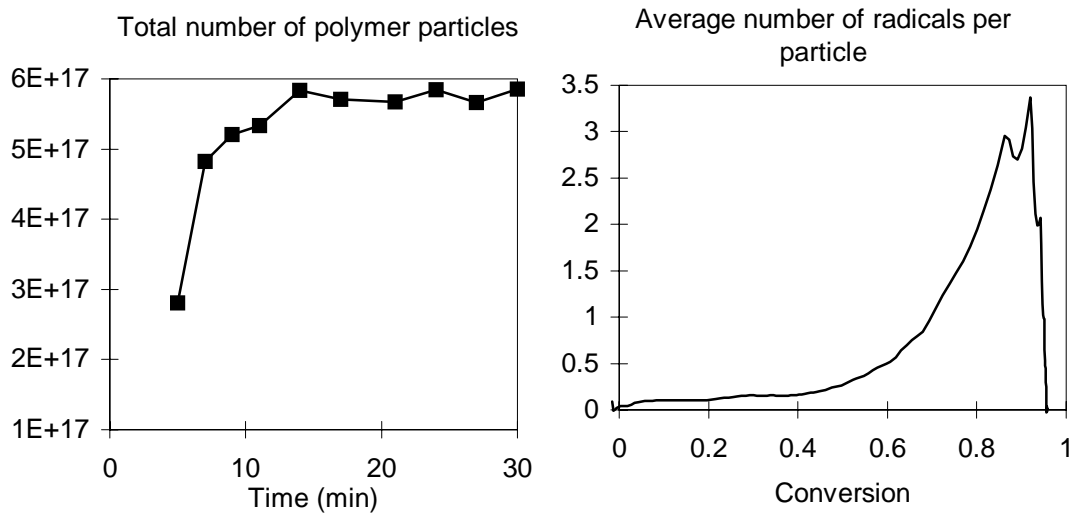 Total number of polymer particles
6E+17
5E+17
4E+17
3E+17
2E+17
1E+17
0
10
20
30
Time (min)
Average number of radicals per
particle
3.5
3
2.5
2
1.5
1
0.5
0
0
0.2
0.4
0.6
0.8
1
Conversion